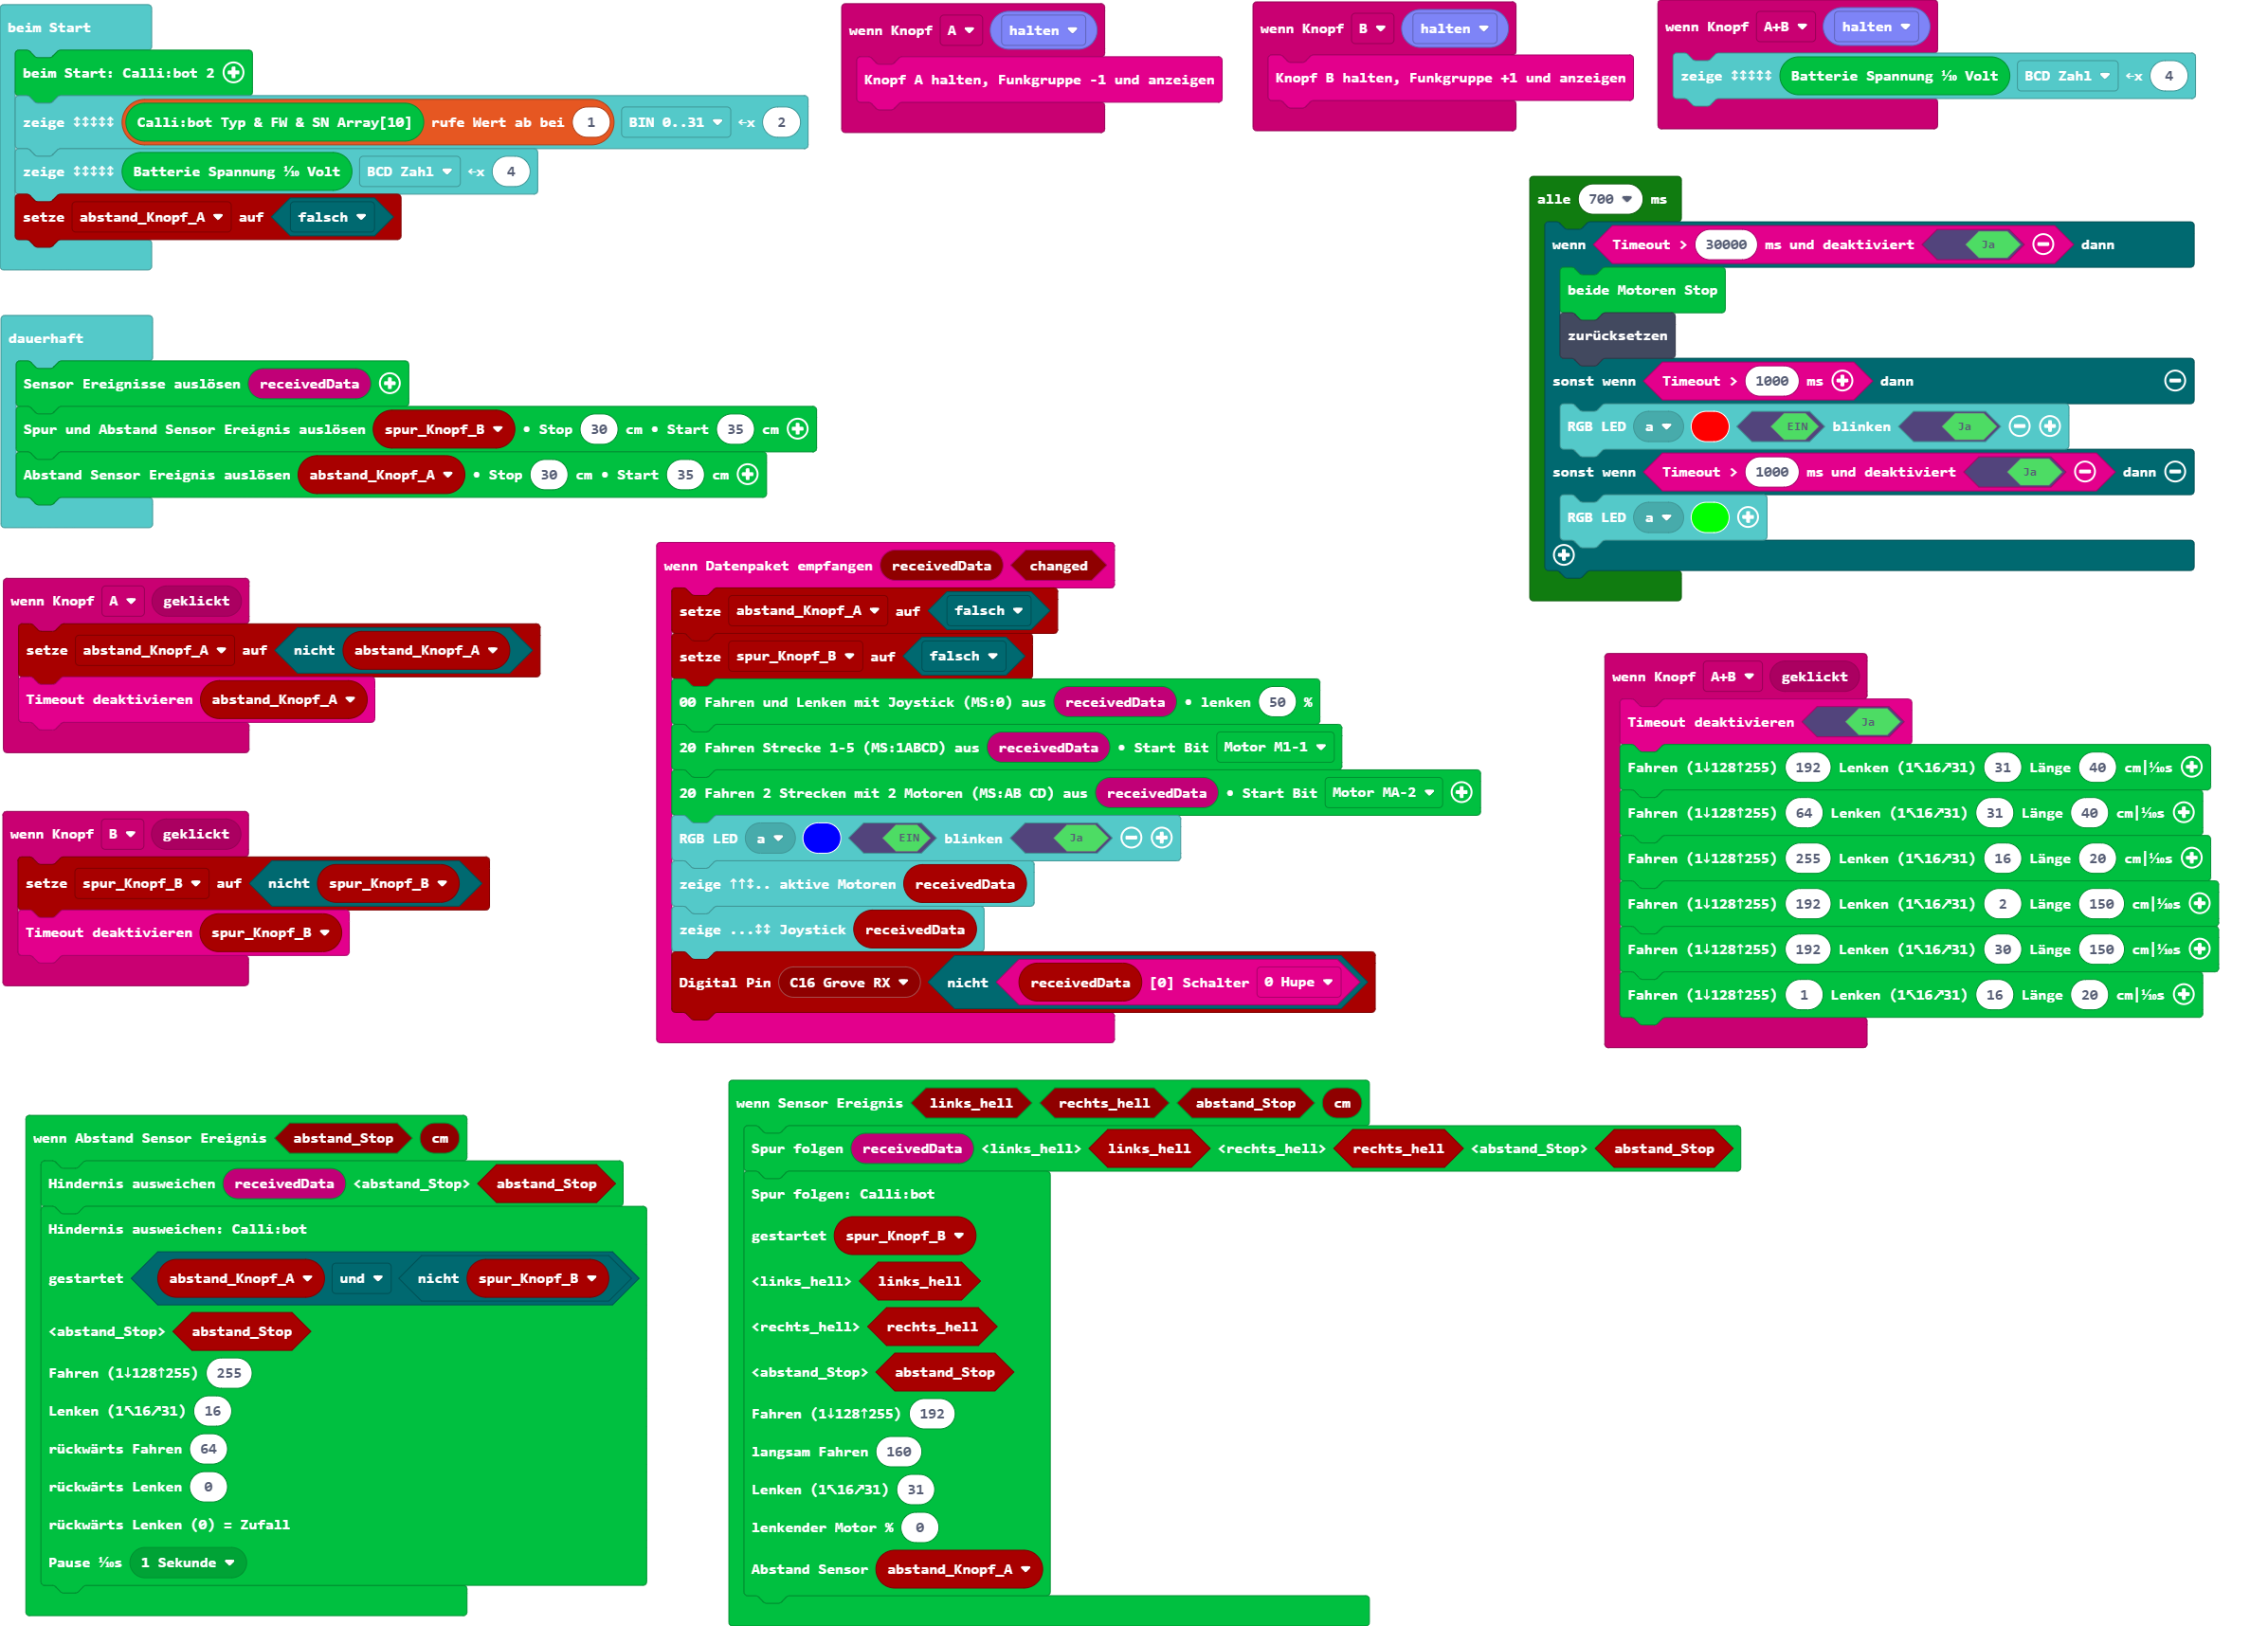 beim Start
beim Start: Calli:bot 2
zeige ↕↕↕↕↕ Calli:bot Typ & FW & SN Array[10] rufe Wert ab bei 1 BIN 0..31 ←x 2
zeige ↕↕↕↕↕ Batterie Spannung ⅒ Volt BCD Zahl ←x 4
setze abstand_Knopf_A auf falsch
wenn Knopf A halten
Knopf A halten, Funkgruppe -1 und anzeigen
wenn Knopf B halten
Knopf B halten, Funkgruppe +1 und anzeigen
wenn Knopf A+B halten
zeige ↕↕↕↕↕ Batterie Spannung ⅒ Volt BCD Zahl ←x 4
alle 700 ms
wenn Timeout > 30000 ms und deaktiviert Ja dann
beide Motoren Stop
zurücksetzen
sonst wenn Timeout > 1000 ms dann
RGB LED a EIN blinken Ja
sonst wenn Timeout > 1000 ms und deaktiviert Ja dann
RGB LED a
dauerhaft
Sensor Ereignisse auslösen receivedData
Spur und Abstand Sensor Ereignis auslösen spur_Knopf_B • Stop 30 cm • Start 35 cm
Abstand Sensor Ereignis auslösen abstand_Knopf_A • Stop 30 cm • Start 35 cm
wenn Knopf A geklickt
setze abstand_Knopf_A auf nicht abstand_Knopf_A
Timeout deaktivieren abstand_Knopf_A
wenn Knopf B geklickt
setze spur_Knopf_B auf nicht spur_Knopf_B
Timeout deaktivieren spur_Knopf_B
wenn Datenpaket empfangen receivedData changed
setze abstand_Knopf_A auf falsch
setze spur_Knopf_B auf falsch
00 Fahren und Lenken mit Joystick (MS:0) aus receivedData • lenken 50 %
20 Fahren Strecke 1-5 (MS:1ABCD) aus receivedData • Start Bit Motor M1-1
20 Fahren 2 Strecken mit 2 Motoren (MS:AB CD) aus receivedData • Start Bit Motor MA-2
RGB LED a EIN blinken Ja
zeige ↑↑↕.. aktive Motoren receivedData
zeige ...↕↕ Joystick receivedData
Digital Pin C16 Grove RX nicht receivedData [0] Schalter 0 Hupe
wenn Knopf A+B geklickt
Timeout deaktivieren Ja
Fahren (1↓128↑255) 192 Lenken (1↖16↗31) 31 Länge 40 cm|⅒s
Fahren (1↓128↑255) 64 Lenken (1↖16↗31) 31 Länge 40 cm|⅒s
Fahren (1↓128↑255) 255 Lenken (1↖16↗31) 16 Länge 20 cm|⅒s
Fahren (1↓128↑255) 192 Lenken (1↖16↗31) 2 Länge 150 cm|⅒s
Fahren (1↓128↑255) 192 Lenken (1↖16↗31) 30 Länge 150 cm|⅒s
Fahren (1↓128↑255) 1 Lenken (1↖16↗31) 16 Länge 20 cm|⅒s
wenn Abstand Sensor Ereignis abstand_Stop cm
Hindernis ausweichen receivedData <abstand_Stop> abstand_Stop
Hindernis ausweichen: Calli:bot
gestartet abstand_Knopf_A und nicht spur_Knopf_B
<abstand_Stop> abstand_Stop
Fahren (1↓128↑255) 255
Lenken (1↖16↗31) 16
rückwärts Fahren 64
rückwärts Lenken 0
rückwärts Lenken (0) = Zufall
Pause ⅒s 1 Sekunde
wenn Sensor Ereignis links_hell rechts_hell abstand_Stop cm
Spur folgen receivedData <links_hell> links_hell <rechts_hell> rechts_hell <abstand_Stop> abstand_Stop
Spur folgen: Calli:bot
gestartet spur_Knopf_B
<links_hell> links_hell
<rechts_hell> rechts_hell
<abstand_Stop> abstand_Stop
Fahren (1↓128↑255) 192
langsam Fahren 160
Lenken (1↖16↗31) 31
lenkender Motor % 0
Abstand Sensor abstand_Knopf_A